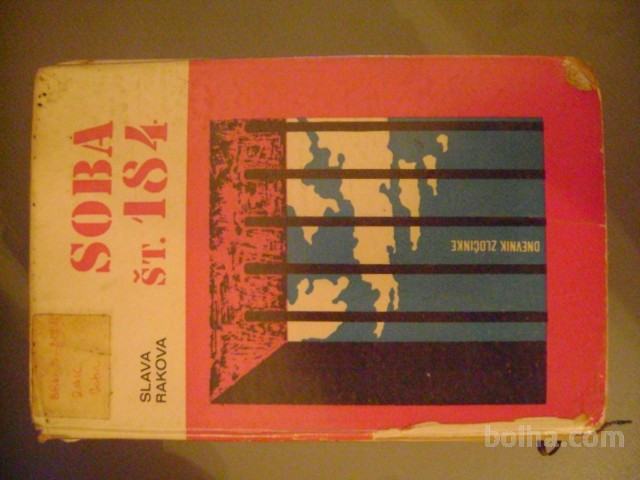 SOBA
ŠT. 184
SLAVA
RAKOVA
DNEVNIK ZLOČINKE
bolha.com